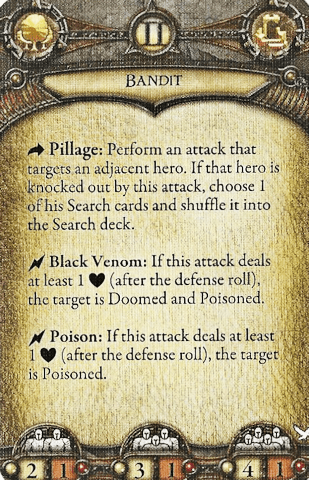 II
BANDIT
Pillage: Perform an attack that
targets an adjacent hero. If that hero is
knocked out by this attack, choose 1
of his Search cards and shuffle it into
the Search deck.
Black Venom: If this attack deals
at least 1 ♥ (after the defense roll),
the target is Doomed and Poisoned.
Poison: If this attack deals at least
1 ♥ (after the defense roll), the target
is Poisoned.
2 1 3 1 4 1